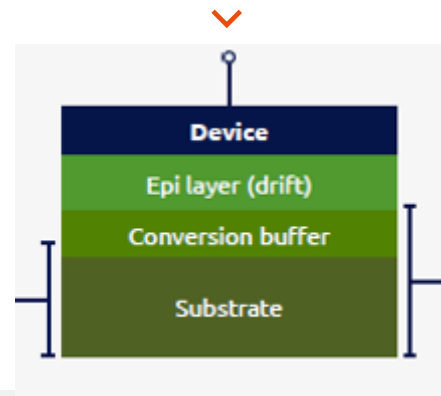 Device
Epi layer (drift)
Conversion buffer
Substrate